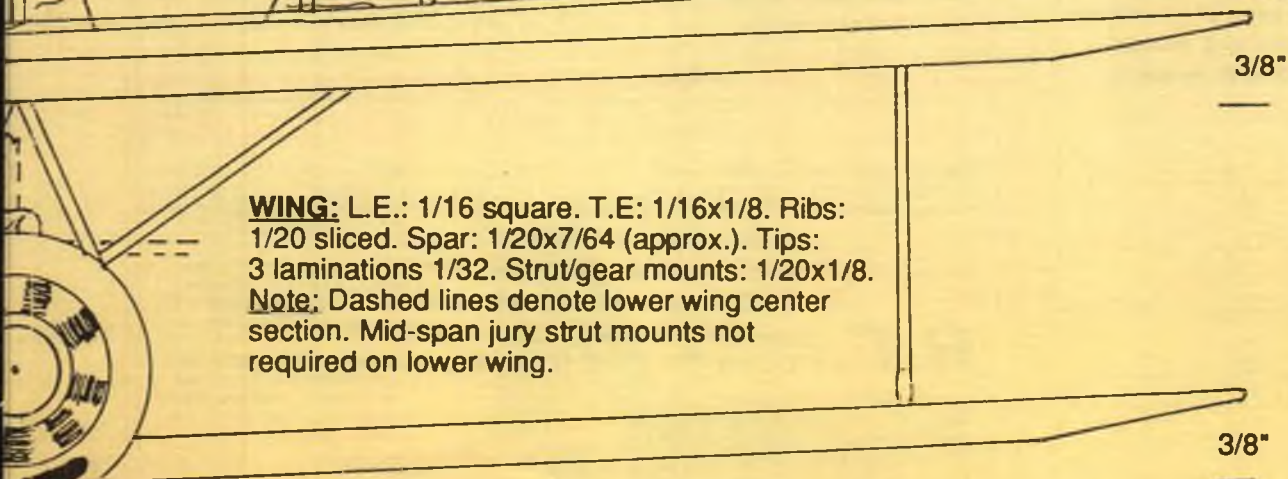 3/8"
WING: L.E.: 1/16 square. T.E: 1/16x1/8. Ribs:
1/20 sliced. Spar: 1/20x7/64 (approx.). Tips:
3 laminations 1/32. Strut/gear mounts: 1/20x1/8.
Note: Dashed lines denote lower wing center
section. Mid-span jury strut mounts not
required on lower wing.
3/8"